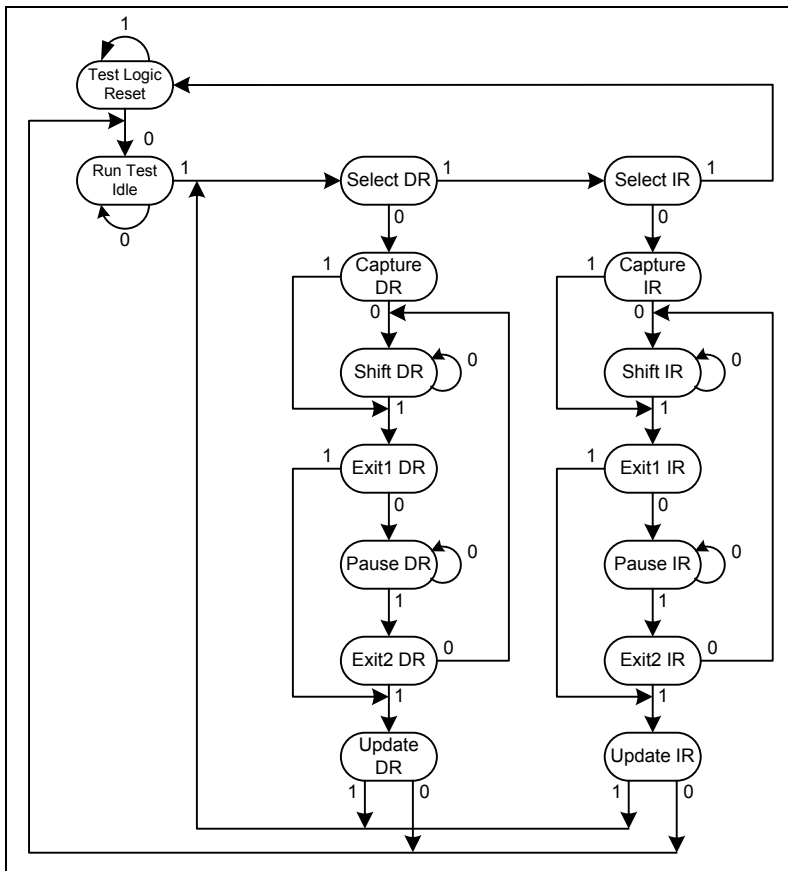 1
Test Logic
Reset
0
Run Test
Idle
1
0
Select DR
1
0
Select IR
1
0
Capture
DR
1
0
Capture
IR
1
0
Shift DR
0
1
Shift IR
0
1
Exit1 DR
1
0
Exit1 IR
1
0
Pause DR
0
1
Pause IR
0
1
Exit2 DR
0
1
Exit2 IR
0
1
Update
DR
1
0
Update IR
1
0